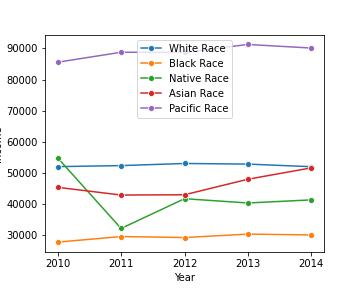 White Race
Black Race
Native Race
Asian Race
Pacific Race
90000
80000
70000
60000
50000
40000
30000
2010
2011
2012
2013
2014
Year